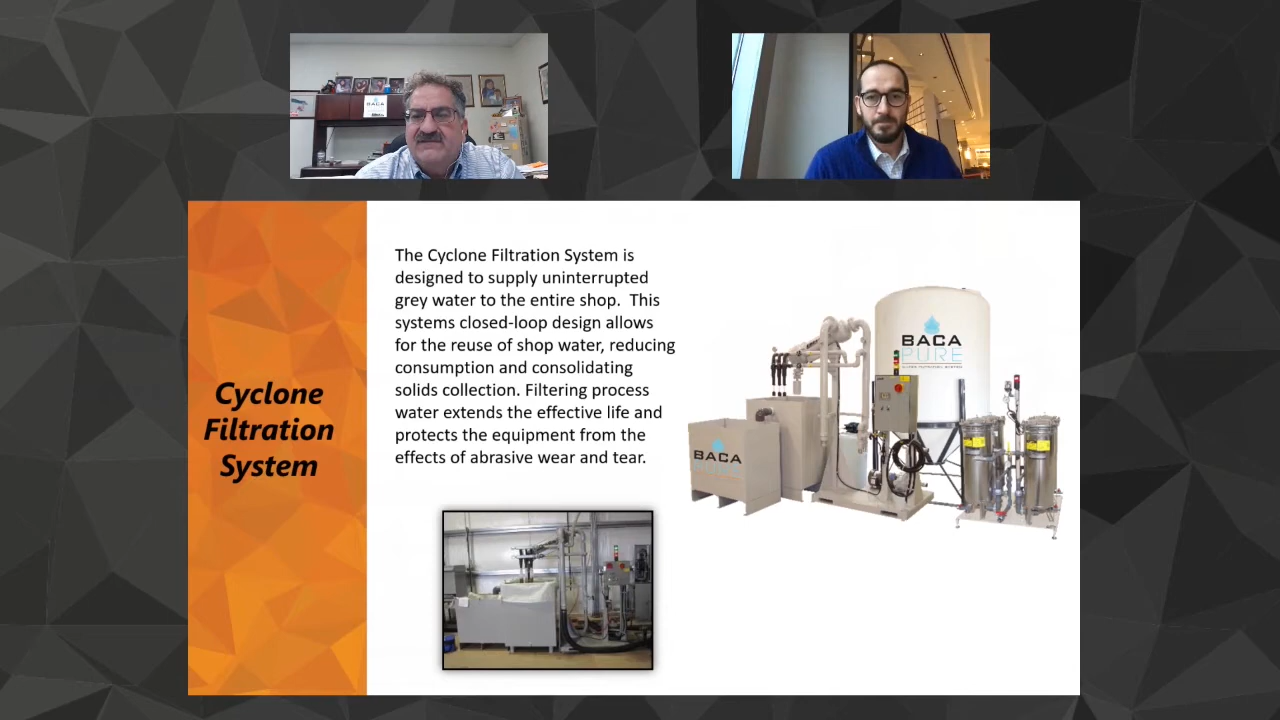 BACA
Cyclone
Filtration
System
The Cyclone Filtration System is
designed to supply uninterrupted
grey water to the entire shop.  This
systems closed-loop design allows
for the reuse of shop water, reducing
consumption and consolidating
solids collection. Filtering process
water extends the effective life and
protects the equipment from the
effects of abrasive wear and tear.
BACA
PURE
BACA